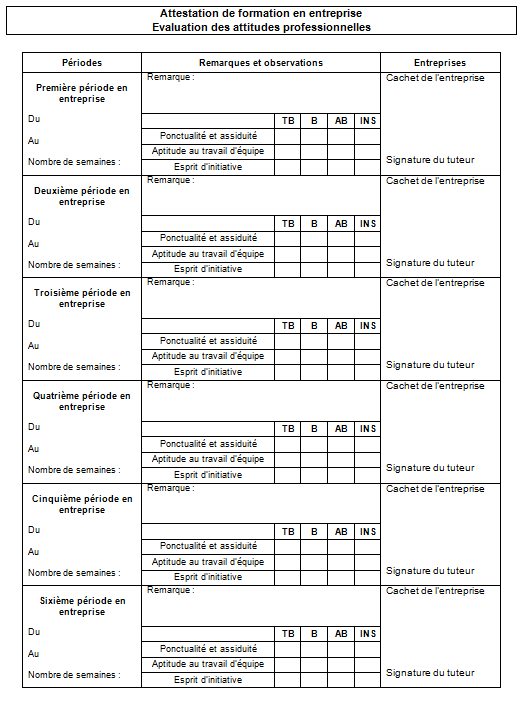 Attestation de formation en entreprise
Evaluation des attitudes professionnelles
Périodes Remarques et observations Entreprises
Première période en entreprise
Du
Au
Nombre de semaines :
Remarque :
TB B AB INS
Ponctualité et assiduité
Aptitude au travail d'équipe
Esprit d'initiative
Cachet de l'entreprise
Signature du tuteur
Deuxième période en entreprise
Du
Au
Nombre de semaines :
Remarque :
TB B AB INS
Ponctualité et assiduité
Aptitude au travail d'équipe
Esprit d'initiative
Cachet de l'entreprise
Signature du tuteur
Troisième période en entreprise
Du
Au
Nombre de semaines :
Remarque :
TB B AB INS
Ponctualité et assiduité
Aptitude au travail d'équipe
Esprit d'initiative
Cachet de l'entreprise
Signature du tuteur
Quatrième période en entreprise
Du
Au
Nombre de semaines :
Remarque :
TB B AB INS
Ponctualité et assiduité
Aptitude au travail d'équipe
Esprit d'initiative
Cachet de l'entreprise
Signature du tuteur
Cinquième période en entreprise
Du
Au
Nombre de semaines :
Remarque :
TB B AB INS
Ponctualité et assiduité
Aptitude au travail d'équipe
Esprit d'initiative
Cachet de l'entreprise
Signature du tuteur
Sixième période en entreprise
Du
Au
Nombre de semaines :
Remarque :
TB B AB INS
Ponctualité et assiduité
Aptitude au travail d'équipe
Esprit d'initiative
Cachet de l'entreprise
Signature du tuteur